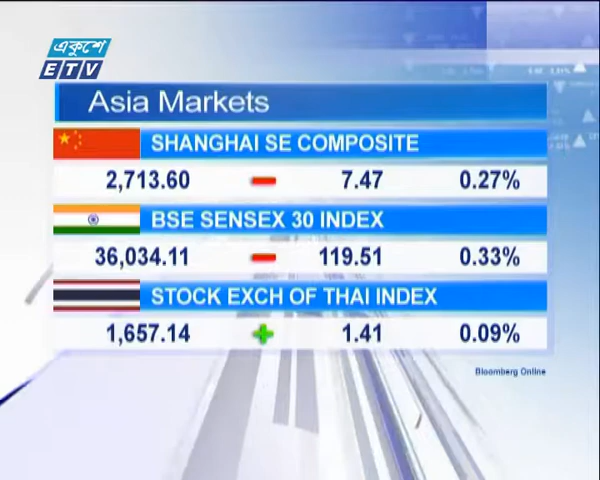 একুশে
ETV
Asia Markets
SHANGHAI SE COMPOSITE
2,713.60 − 7.47 0.27%
BSE SENSEX 30 INDEX
36,034.11 − 119.51 0.33%
STOCK EXCH OF THAI INDEX
1,657.14 + 1.41 0.09%
Bloomberg Online